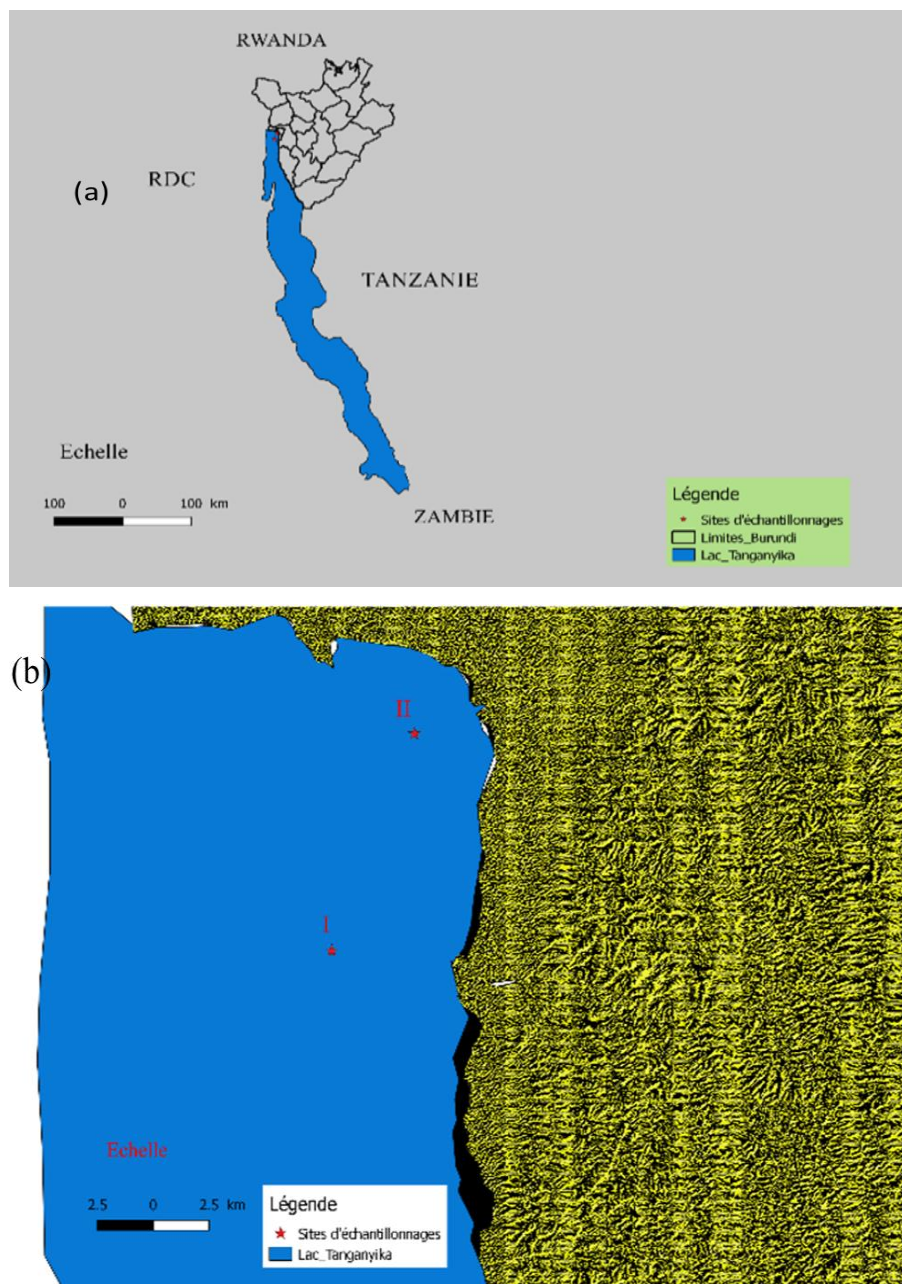 RWANDA
(a)
RDC
TANZANIE
Echelle
100 0 100 km
ZAMBIE
Légende
Sites d'échantillonnages
Limites_Burundi
Lac_Tanganyika
(b)
II
I
Echelle
2.5 0 2.5 km
Légende
Sites d'échantillonnages
Lac_Tanganyika